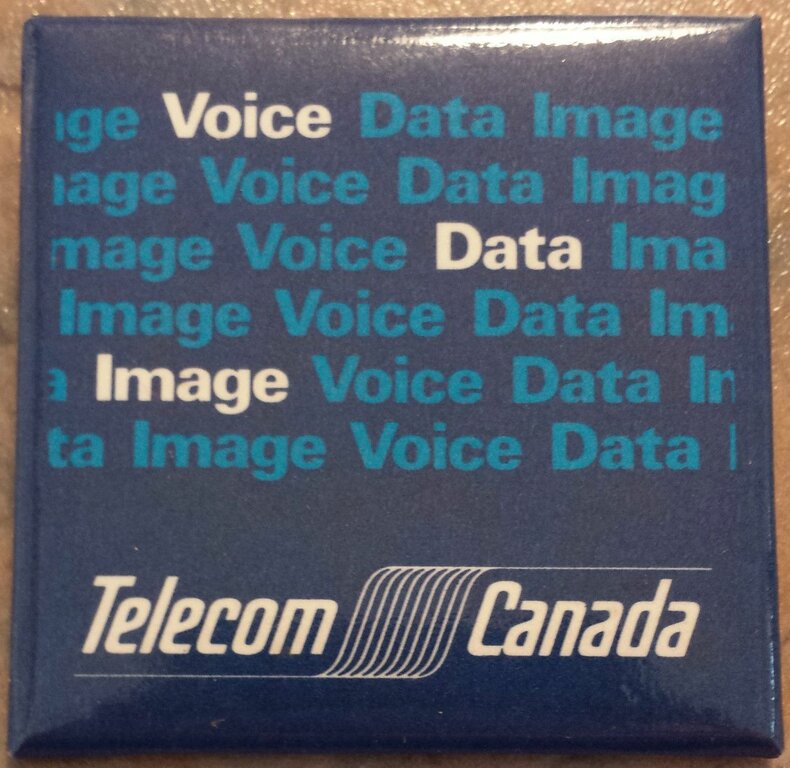 age Voice Data Image
mage Voice Data Imag
mage Voice Data Ima
Image Voice Data Im
a Image Voice Data In
ta Image Voice Data I
Telecom Canada